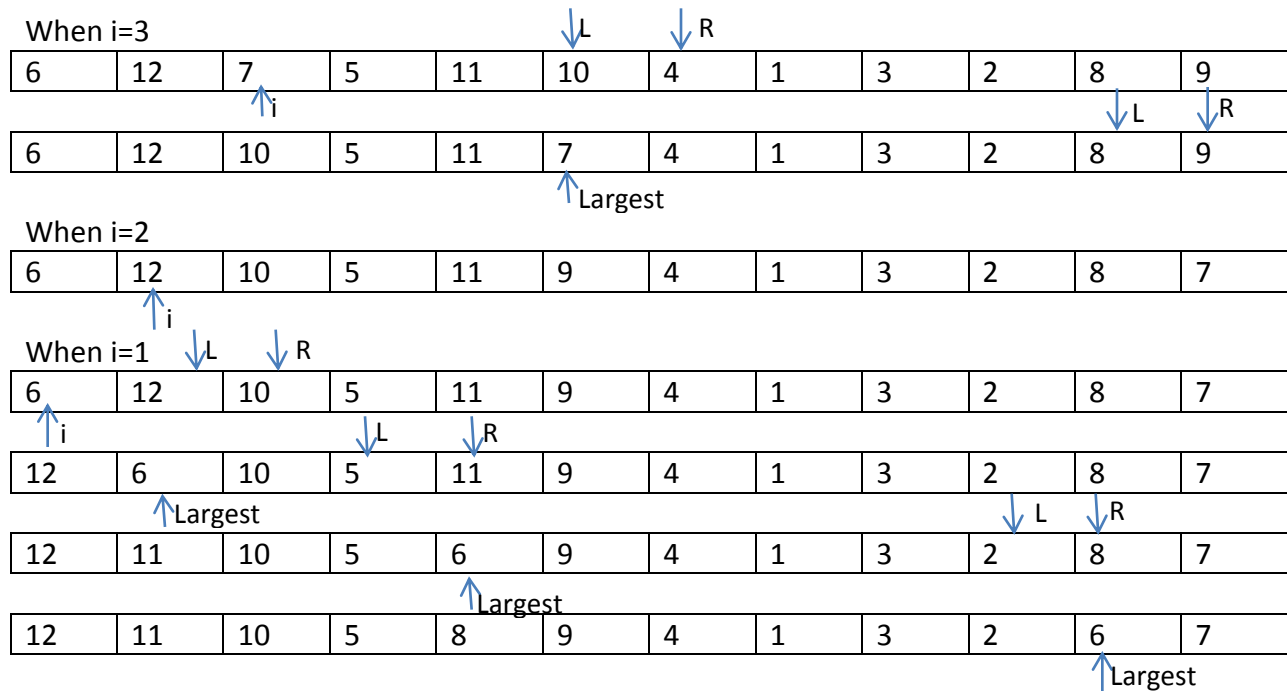 When i=3 L R
6 12 7 5 11 10 4 1 3 2 8 9
i L R
6 12 10 5 11 7 4 1 3 2 8 9
Largest
When i=2
6 12 10 5 11 9 4 1 3 2 8 7
i
When i=1 L R
6 12 10 5 11 9 4 1 3 2 8 7
i L R
12 6 10 5 11 9 4 1 3 2 8 7
Largest L R
12 11 10 5 6 9 4 1 3 2 8 7
Largest
12 11 10 5 8 9 4 1 3 2 6 7
Largest